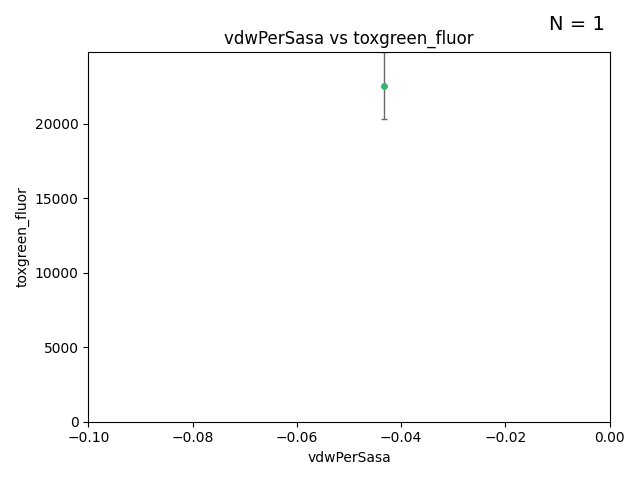 N = 1
vdwPerSasa vs toxgreen_fluor
toxgreen_fluor
20000
15000
10000
5000
0
−0.10
−0.08
−0.06
−0.04
−0.02
0.00
vdwPerSasa